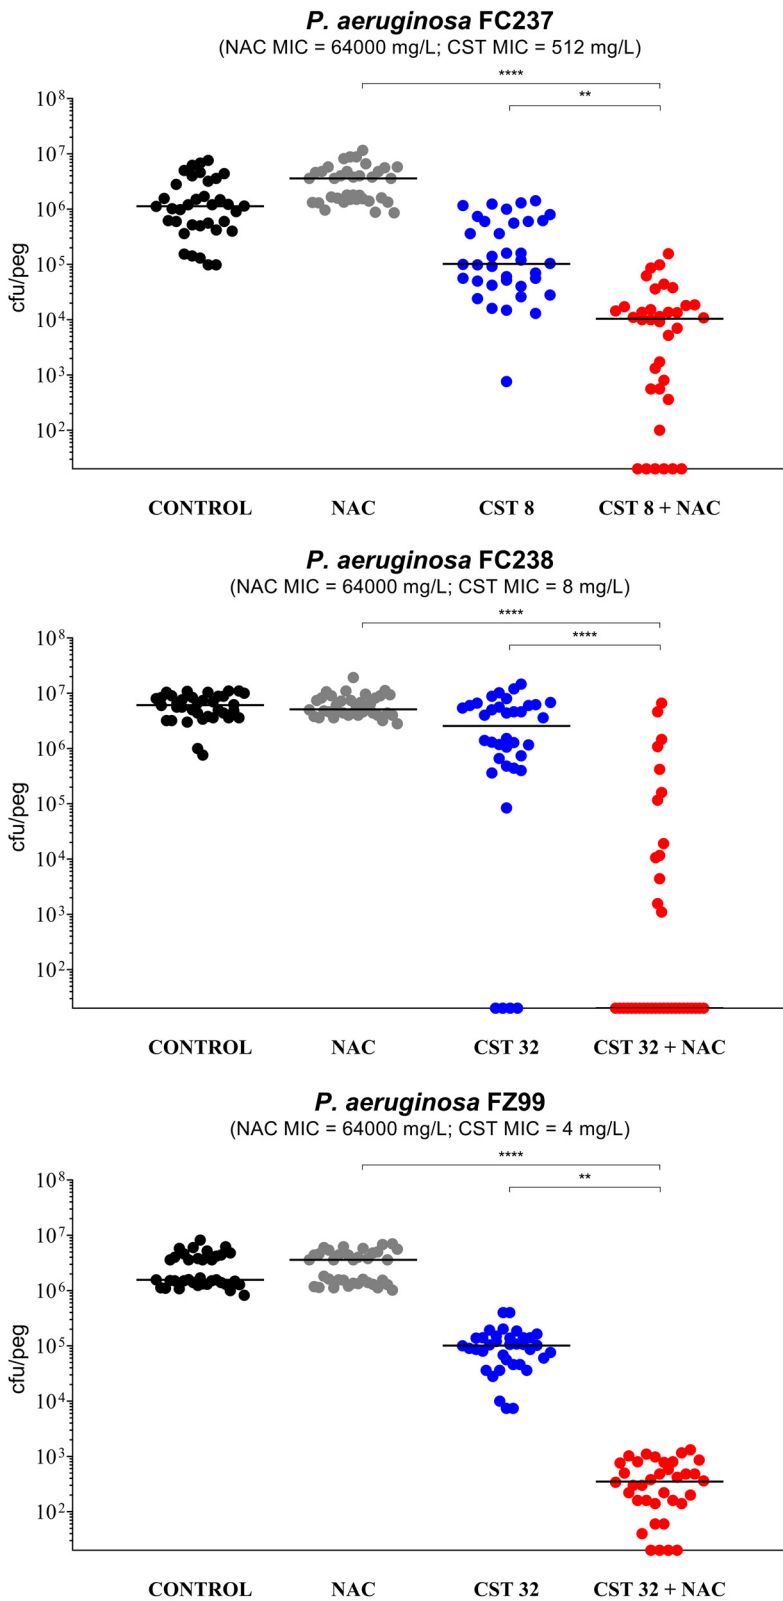 P. aeruginosa FC237
(NAC MIC = 64000 mg/L; CST MIC = 512 mg/L)
****
**
10⁸
10⁷
10⁶
10⁵
10⁴
10³
10²
cfu/peg
CONTROL NAC CST 8 CST 8 + NAC
P. aeruginosa FC238
(NAC MIC = 64000 mg/L; CST MIC = 8 mg/L)
****
****
10⁸
10⁷
10⁶
10⁵
10⁴
10³
10²
cfu/peg
CONTROL NAC CST 32 CST 32 + NAC
P. aeruginosa FZ99
(NAC MIC = 64000 mg/L; CST MIC = 4 mg/L)
****
**
10⁸
10⁷
10⁶
10⁵
10⁴
10³
10²
cfu/peg
CONTROL NAC CST 32 CST 32 + NAC